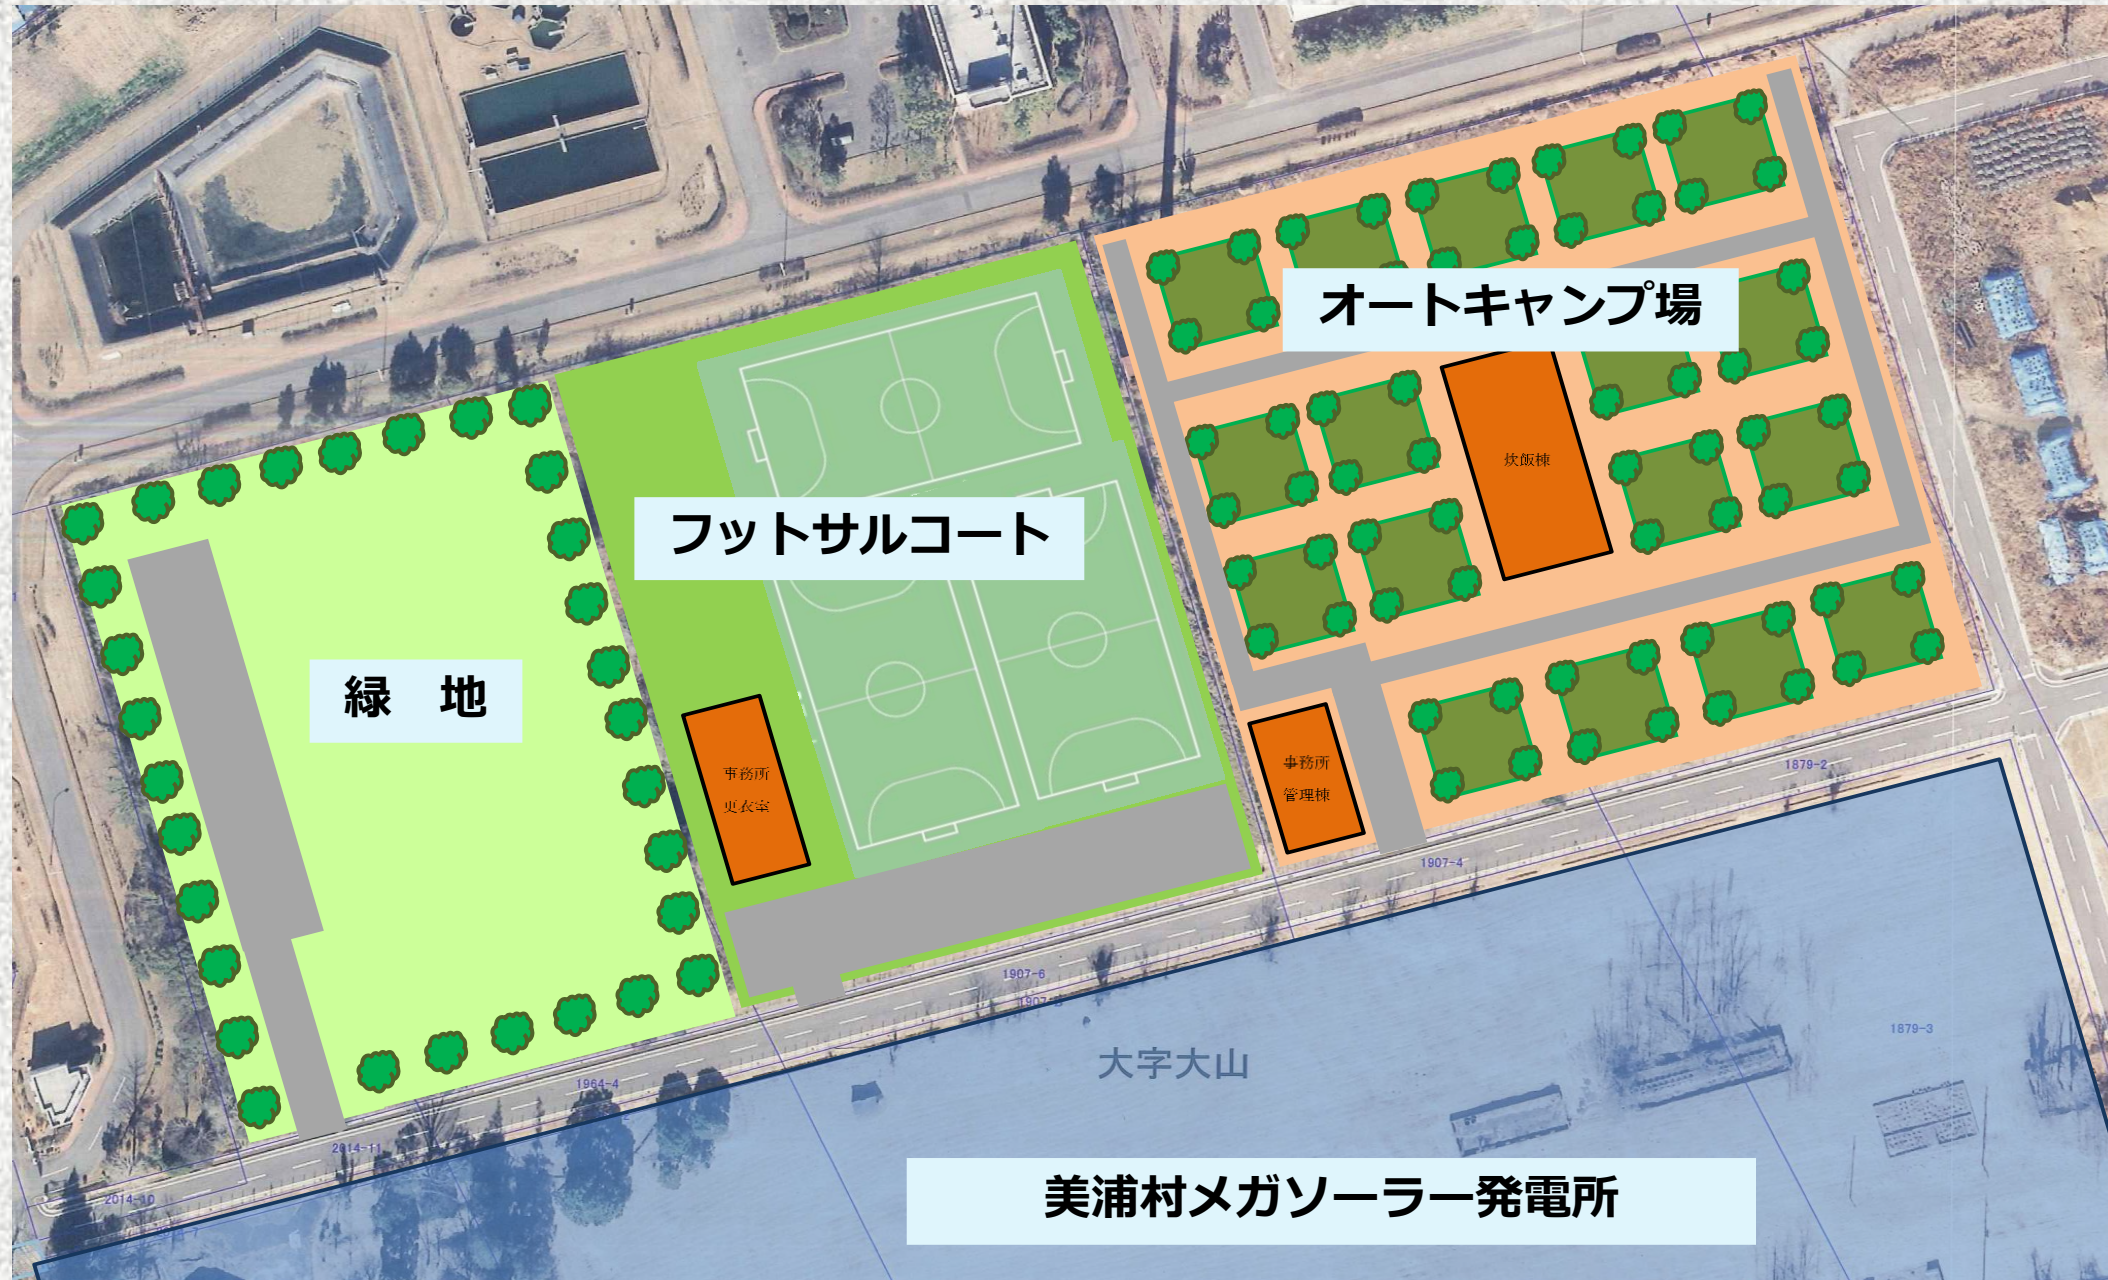 オートキャンプ場
炊飯棟
フットサルコート
緑　地
事務所
更衣室
事務所
管理棟
1879-2
1907-4
1907-6
1879-3
大字大山
1964-4
2014-11
2014-10
美浦村メガソーラー発電所